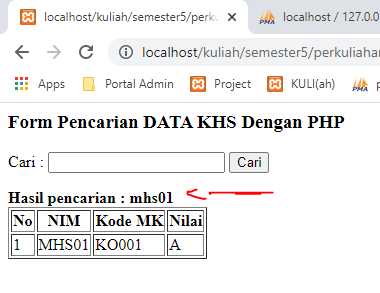 localhost/kuliah/semester5/perku
localhost / 127.0.0
localhost/kuliah/semester5/perkuliahar
Apps Portal Admin Project KULI(ah) p
Form Pencarian DATA KHS Dengan PHP
Cari : Cari
Hasil pencarian : mhs01
No NIM Kode MK Nilai
1 MHS01 KO001 A